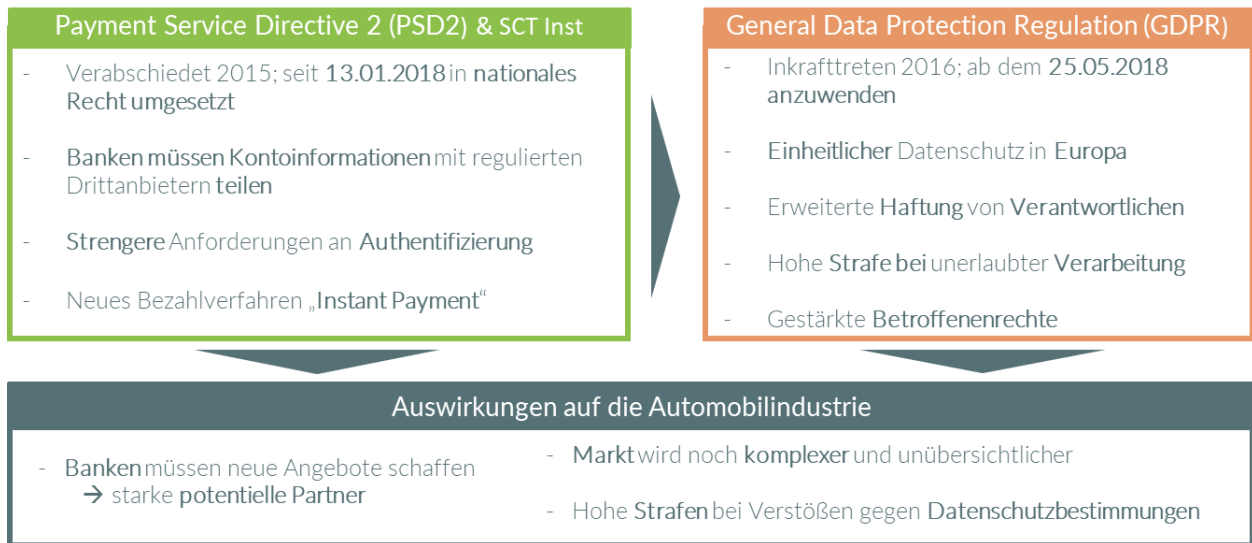 Payment Service Directive 2 (PSD2) & SCT Inst
- Verabschiedet 2015; seit 13.01.2018 in nationales
Recht umgesetzt
- Banken müssen Kontoinformationen mit regulierten
Drittanbietern teilen
- Strengere Anforderungen an Authentifizierung
- Neues Bezahlverfahren „Instant Payment“
General Data Protection Regulation (GDPR)
- Inkrafttreten 2016; ab dem 25.05.2018
anzuwenden
- Einheitlicher Datenschutz in Europa
- Erweiterte Haftung von Verantwortlichen
- Hohe Strafe bei unerlaubter Verarbeitung
- Gestärkte Betroffenenrechte
Auswirkungen auf die Automobilindustrie
- Banken müssen neue Angebote schaffen
→ starke potentielle Partner
- Markt wird noch komplexer und unübersichtlicher
- Hohe Strafen bei Verstößen gegen Datenschutzbestimmungen